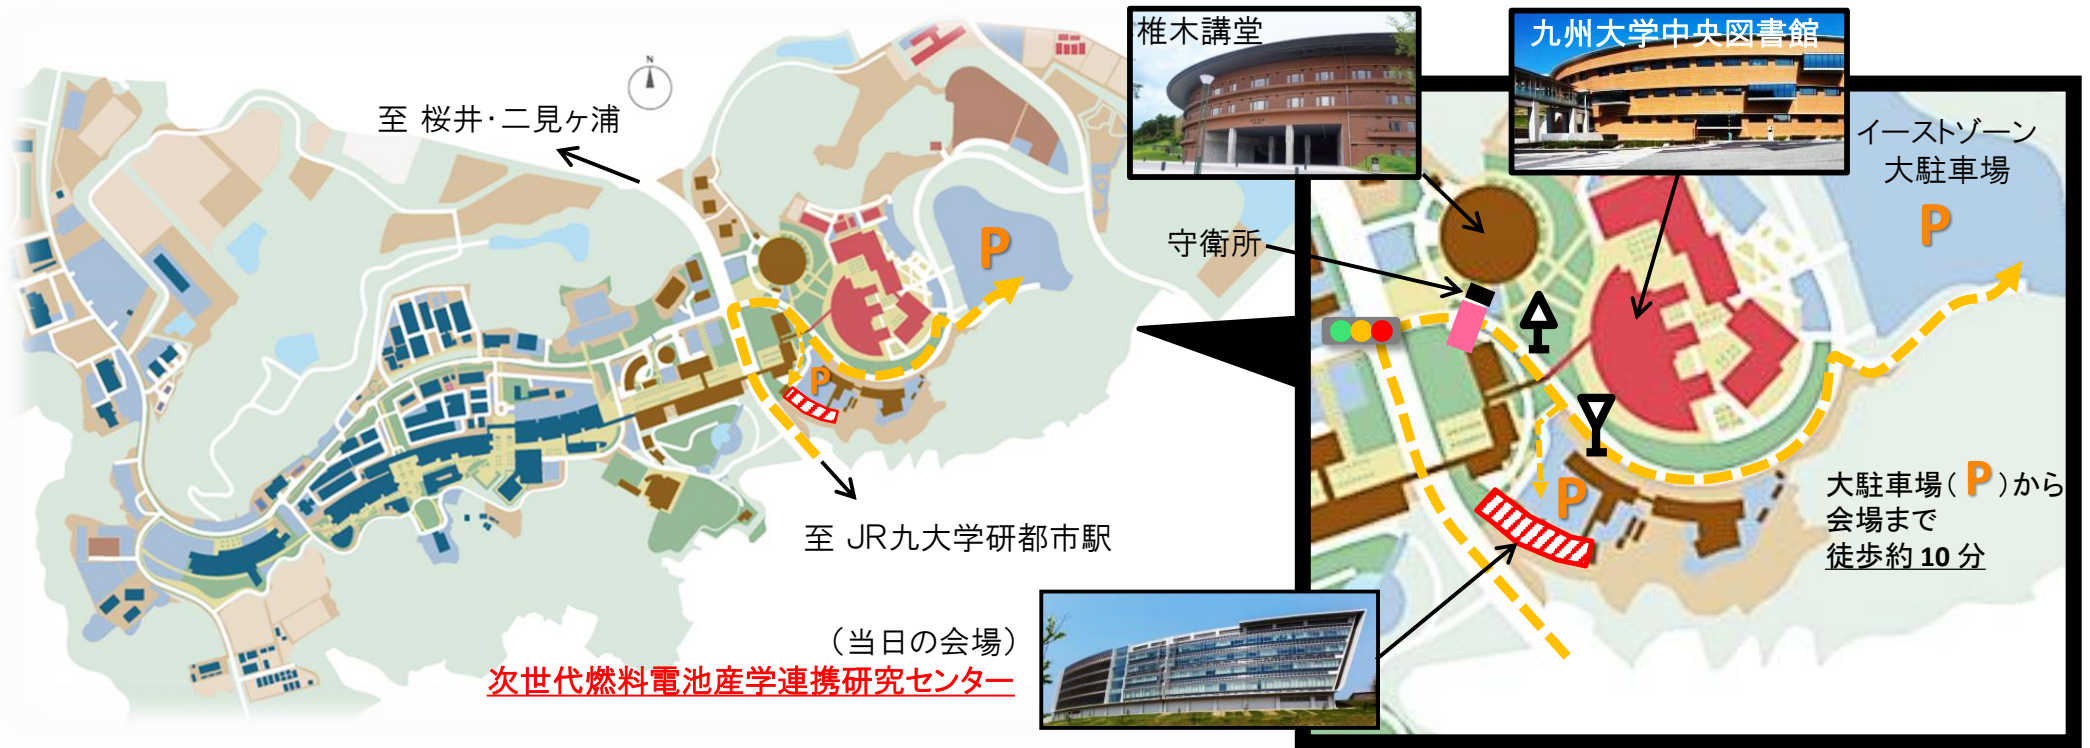 N
至 桜井・二見ヶ浦
P
P
至 JR九大学研都市駅
(当日の会場)
次世代燃料電池産学連携研究センター
椎木講堂
九州大学中央図書館
守衛所
イーストゾーン
大駐車場
P
P
大駐車場(P)から
会場まで
徒歩約 10 分